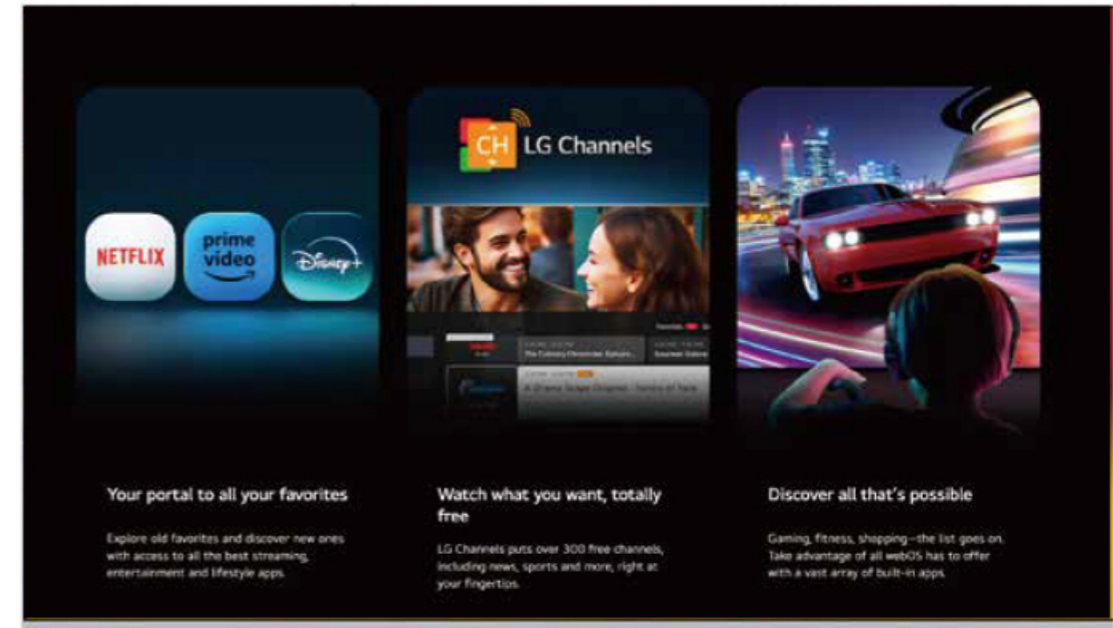 NETFLIX
prime
video
Disney+
Your portal to all your favorites
Explore old favorites and discover new ones
with access to all the best streaming,
entertainment and lifestyle apps.
CH LG Channels
Watch what you want, totally
free
LG Channels puts over 300 free channels,
including news, sports and more, right at
your fingertips.
Discover all that's possible
Gaming, fitness, shopping—the list goes on.
Take advantage of all webOS has to offer
with a vast array of built-in apps.